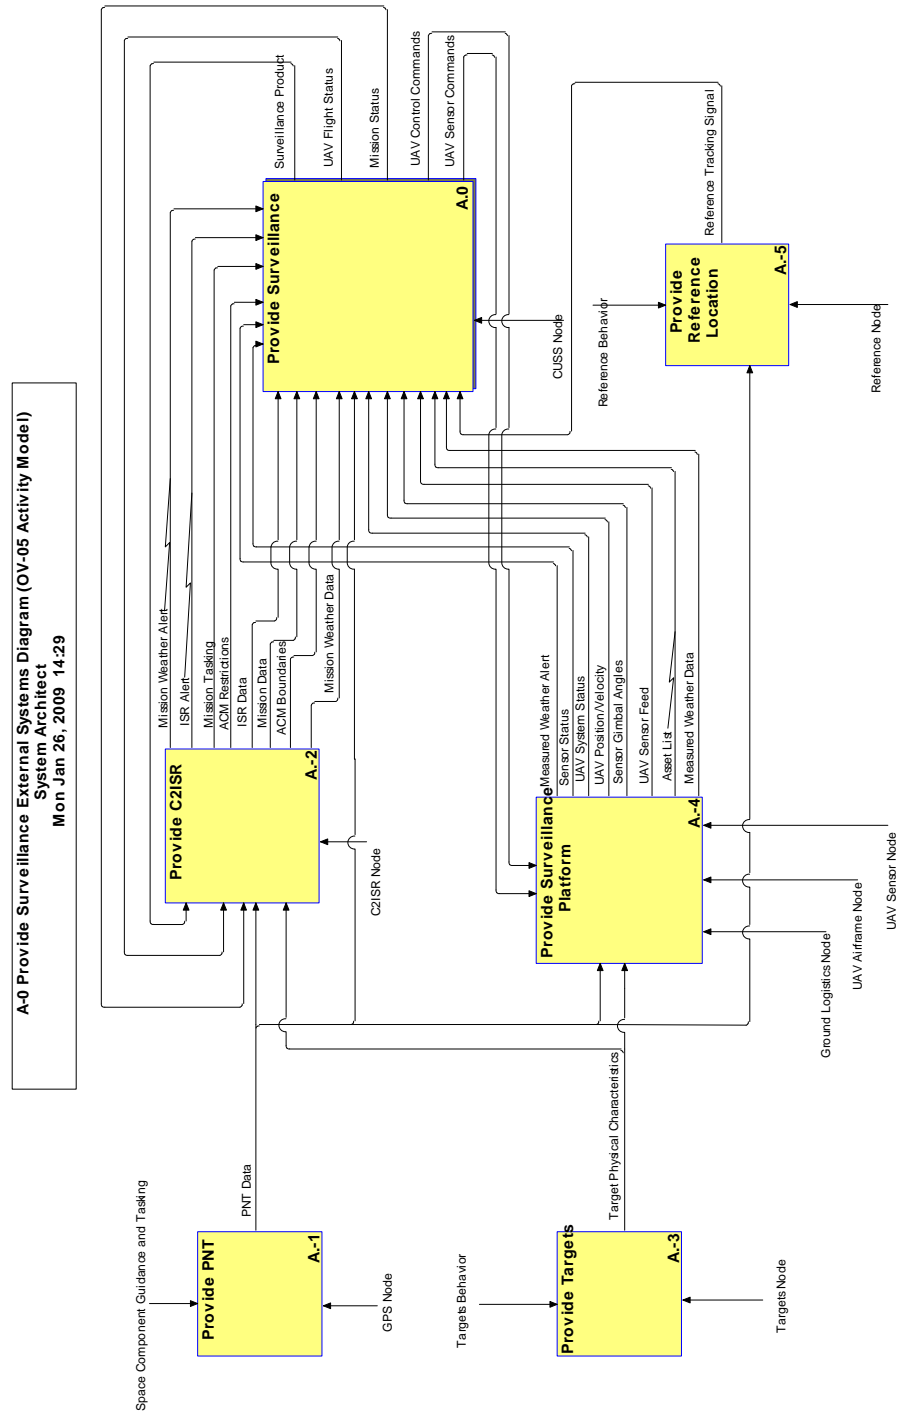 A-0 Provide Surveillance External Systems Diagram (OV-05 Activity Model)
System Architect
Mon Jan 26, 2009 14:29
Space Component Guidance and Tasking
Provide PNT
A.-1
GPS Node
PNT Data
Targets Behavior
Provide Targets
A.-3
Targets Node
Target Physical Characteristics
Provide C2ISR
A.-2
C2ISR Node
Mission Weather Alert
ISR Alert
Mission Tasking
ACM Restrictions
ISR Data
Mission Data
ACM Boundaries
Mission Weather Data
Provide Surveillance
Platform
A.-4
Ground Logistics Node
UAV Airframe Node
UAV Sensor Node
Measured Weather Alert
Sensor Status
UAV System Status
UAV Position/Velocity
Sensor Gimbal Angles
UAV Sensor Feed
Asset List
Measured Weather Data
Provide Surveillance
A.0
CUSS Node
Surveillance Product
UAV Flight Status
Mission Status
UAV Control Commands
UAV Sensor Commands
Reference Behavior
Provide
Reference
Location
A.-5
Reference Node
Reference Tracking Signal